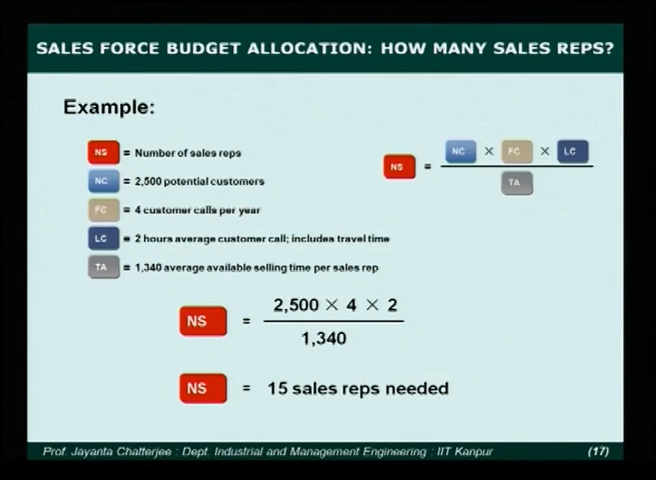 SALES FORCE BUDGET ALLOCATION: HOW MANY SALES REPS?
Example:
NS = Number of sales reps
NC = 2,500 potential customers
FC = 4 customer calls per year
LC = 2 hours average customer call; includes travel time
TA = 1,340 average available selling time per sales rep
NS = NC × FC × LC
TA
NS = 2,500 × 4 × 2
1,340
NS = 15 sales reps needed
Prof. Jayanta Chatterjee : Dept. Industrial and Management Engineering : IIT Kanpur (17)